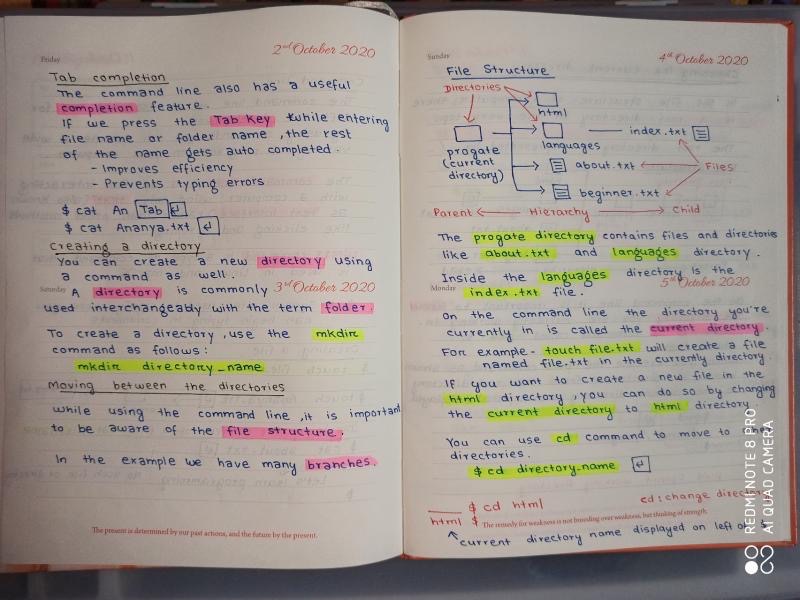 Friday
2nd October 2020
Tab completion
The command line also has a useful
completion feature.
If we press the Tab Key while entering
file name or folder name, the rest
of the name gets auto completed.
- Improves efficiency
- Prevents typing errors
$ cat An Tab ↵
$ cat Ananya.txt ↵
Creating a directory
You can create a new directory using
a command as well.
Saturday
3rd October 2020
A directory is commonly
used interchangeably with the term folder.
To create a directory, use the mkdir
command as follows:
mkdir directory_name
Moving between the directories
while using the command line, it is important
to be aware of the file structure.
In the example we have many branches.
The present is determined by our past actions, and the future by the present.
Sunday
4th October 2020
File Structure
Directories
html
progate
(current
directory)
languages
index.txt
about.txt
Files
beginner.txt
Parent ← Hierarchy → Child
The progate directory contains files and directories
like about.txt and languages directory.
Inside the languages directory is the
Monday
5th October 2020
index.txt file.
On the command line the directory you're
currently in is called the current directory.
For example - touch file.txt will create a file
named file.txt in the currently directory.
If you want to create a new file in the
html directory, you can do so by changing
the current directory to html directory.
You can use cd command to move to
directories.
$ cd directory-name ↵
$ cd html
cd: change directory
html $
The remedy for weakness is not brooding over weakness, but thinking of strength.
current directory name displayed on left of $
REDMI NOTE 8 PRO
AI QUAD CAMERA